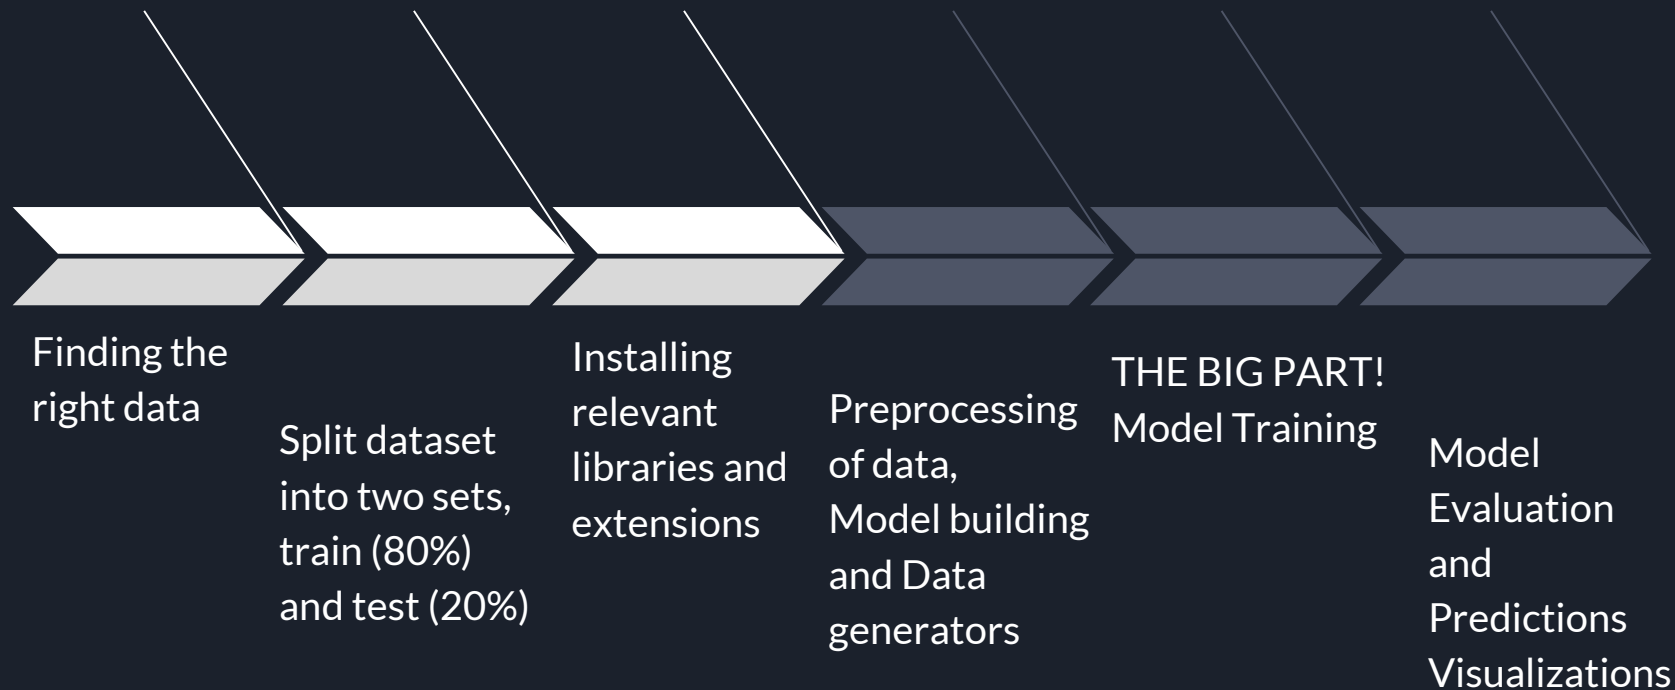 Finding the
right data
Split dataset
into two sets,
train (80%)
and test (20%)
Installing
relevant
libraries and
extensions
Preprocessing
of data,
Model building
and Data
generators
THE BIG PART!
Model Training
Model
Evaluation
and
Predictions
Visualizations